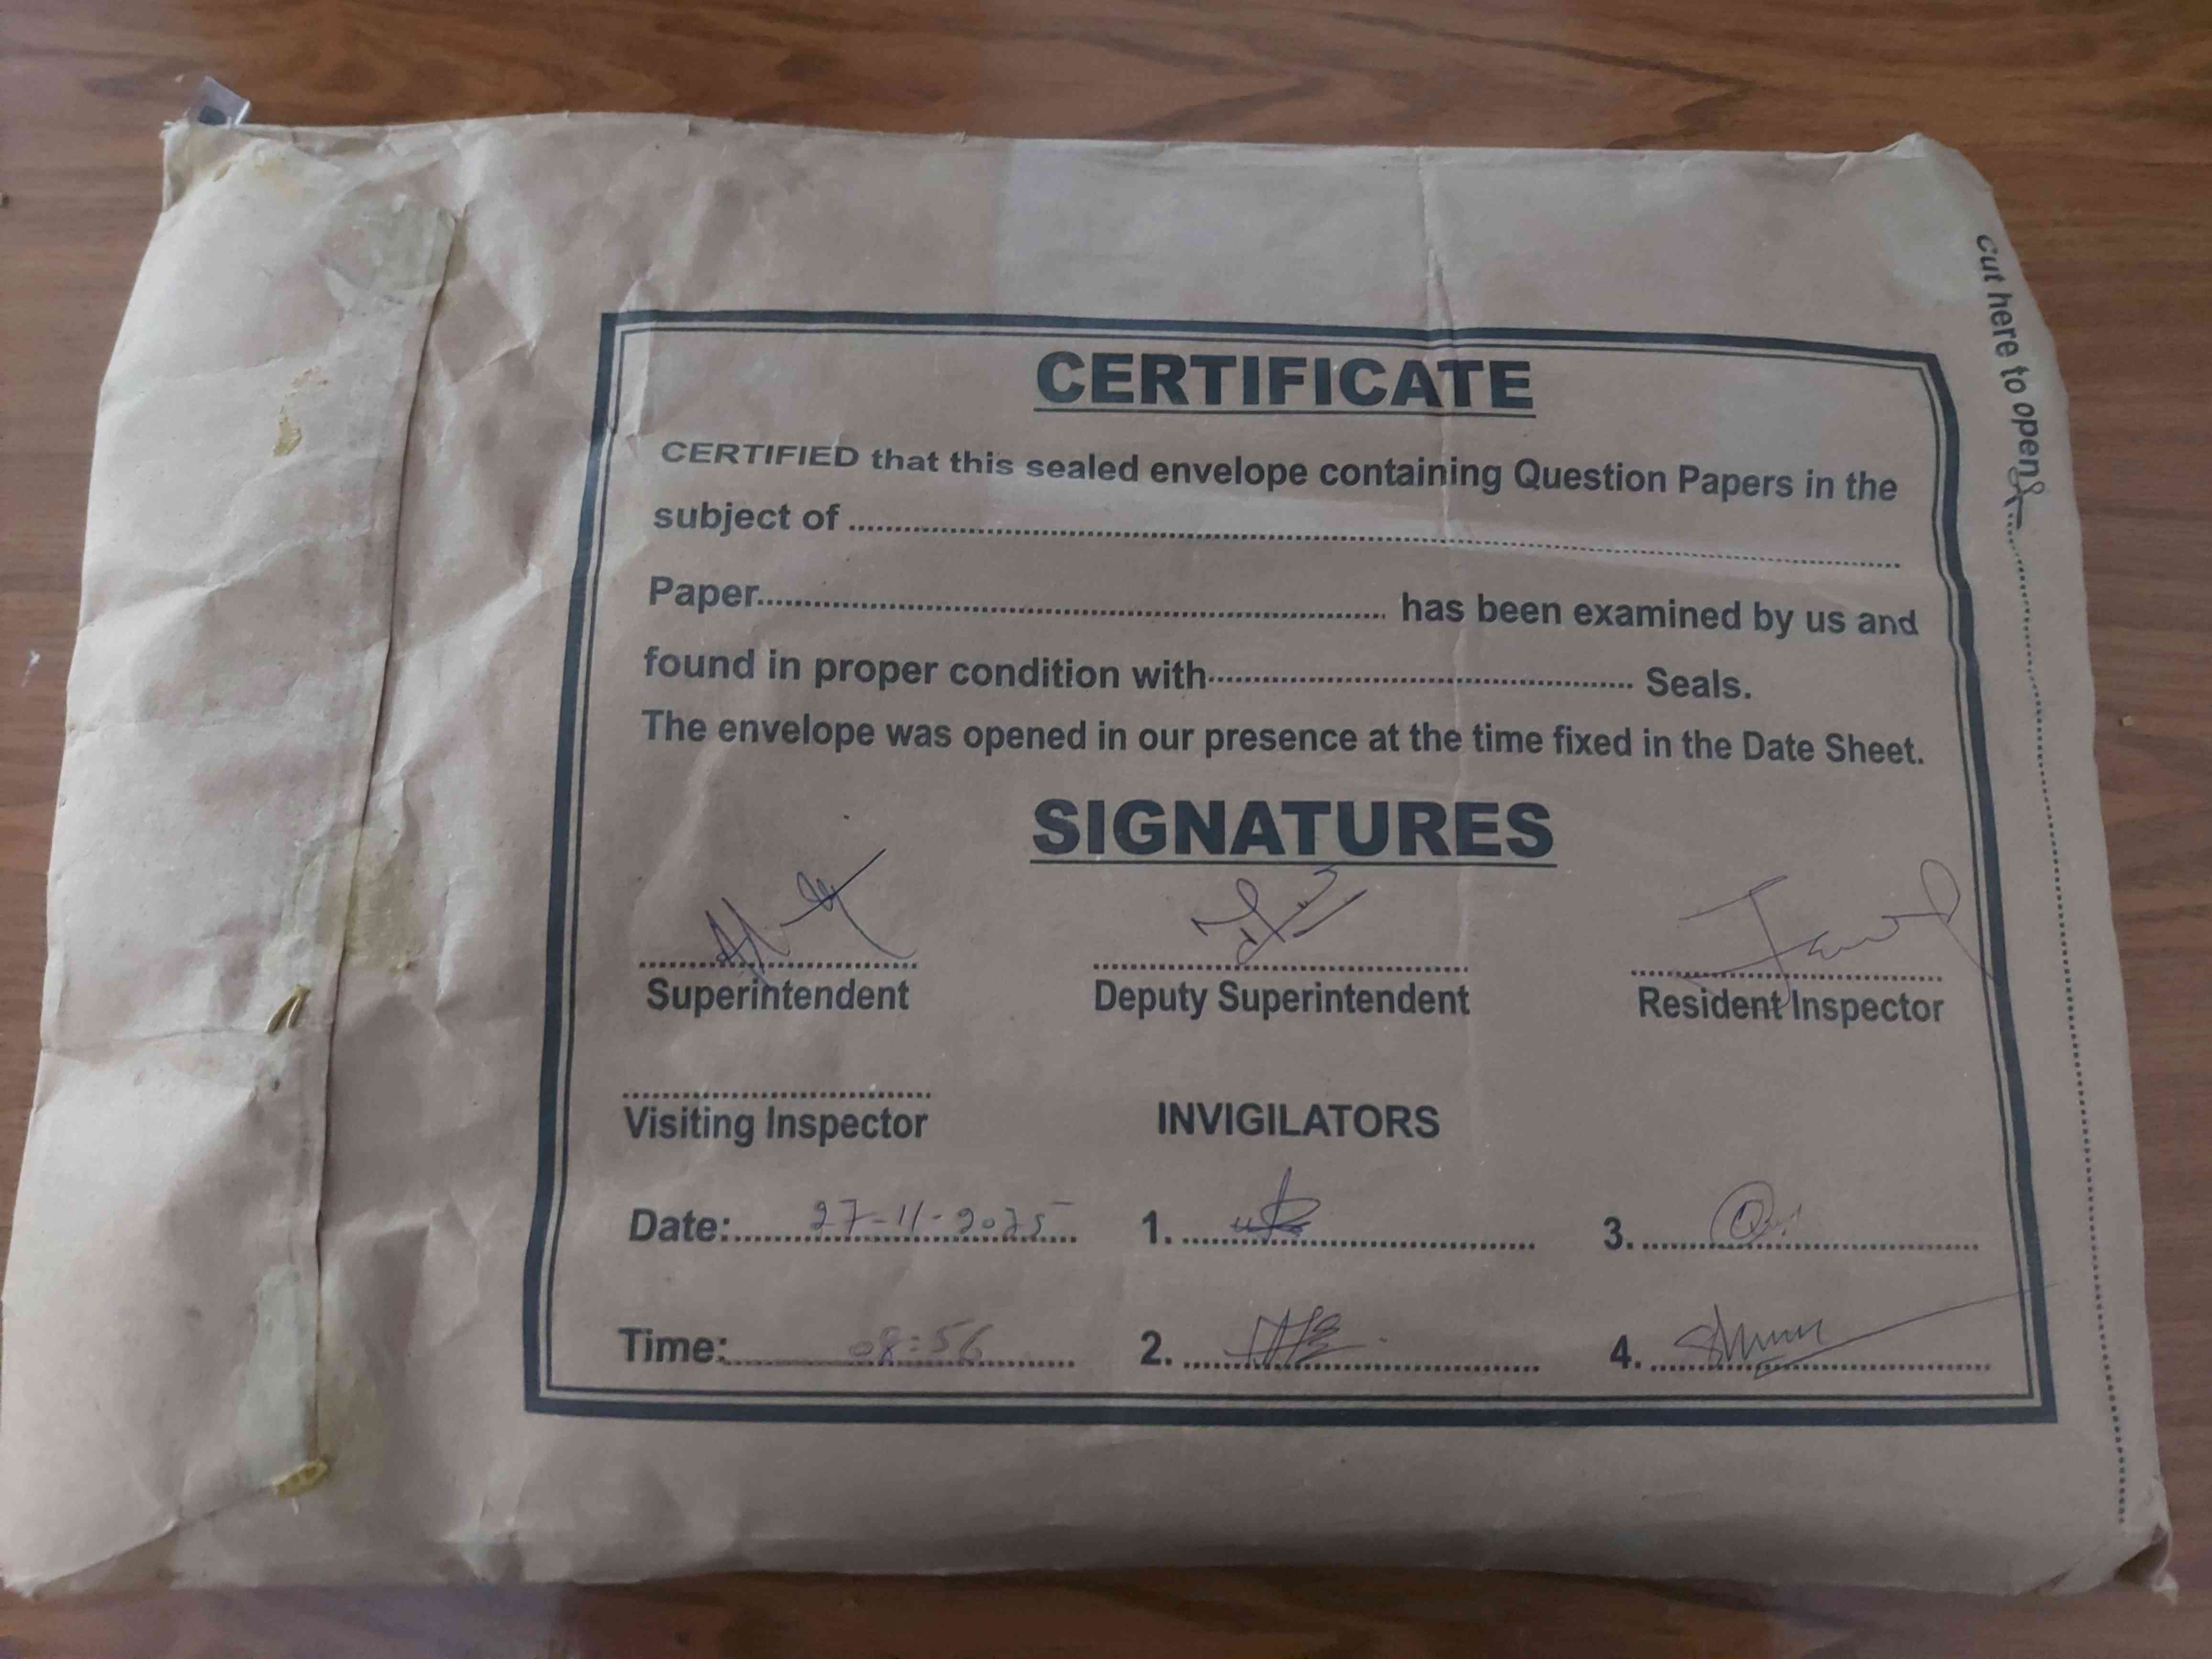 cut here to open
CERTIFICATE
CERTIFIED that this sealed envelope containing Question Papers in the
subject of ........................................
Paper........................................ has been examined by us and
found in proper condition with........................................ Seals.
The envelope was opened in our presence at the time fixed in the Date Sheet.
SIGNATURES
Superintendent Deputy Superintendent Resident Inspector
Visiting Inspector INVIGILATORS
Date: 27-11-2025 1. 3.
Time: 08:56 2. 4.